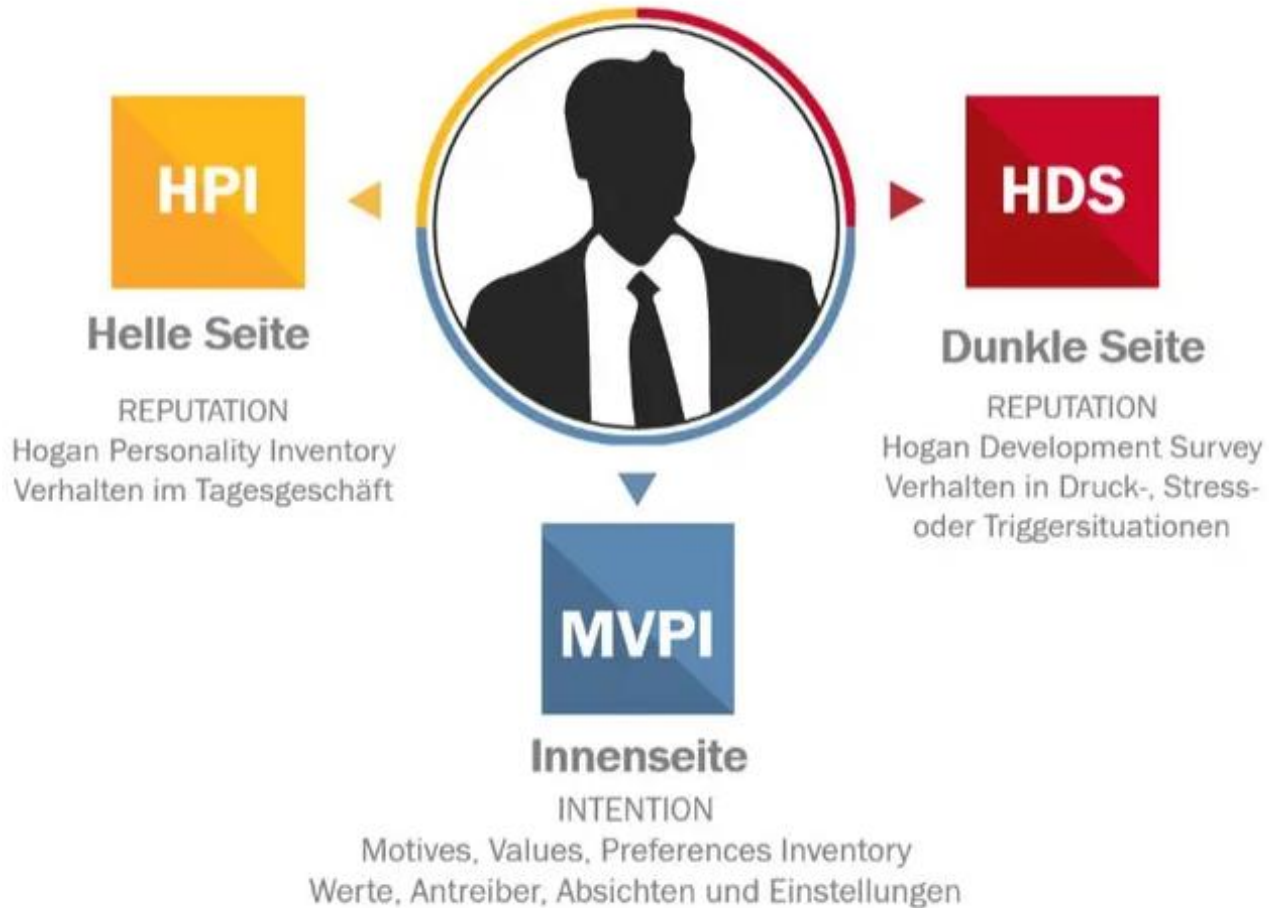 HPI
Helle Seite
REPUTATION
Hogan Personality Inventory
Verhalten im Tagesgeschäft
HDS
Dunkle Seite
REPUTATION
Hogan Development Survey
Verhalten in Druck-, Stress-
oder Triggersituationen
MVPI
Innenseite
INTENTION
Motives, Values, Preferences Inventory
Werte, Antreiber, Absichten und Einstellungen